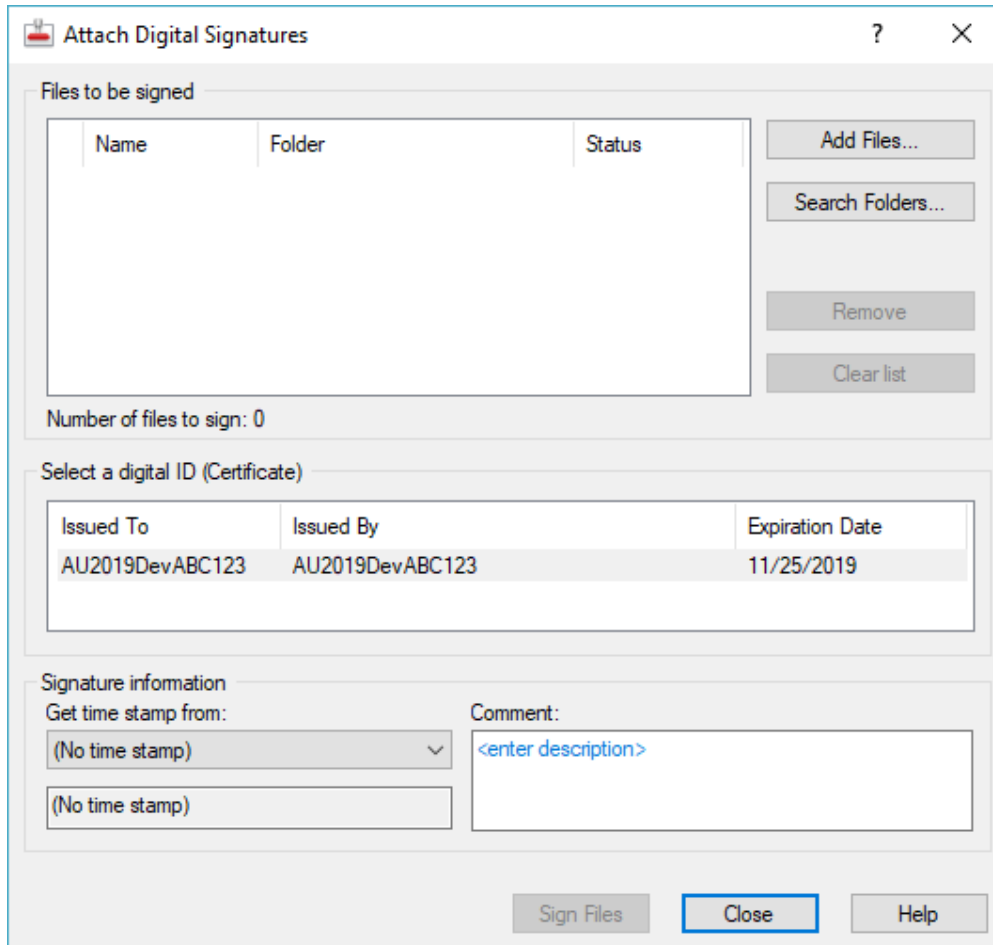 Attach Digital Signatures ?
Files to be signed
Name Folder Status
Add Files...
Search Folders...
Remove
Clear list
Number of files to sign: 0
Select a digital ID (Certificate)
Issued To Issued By Expiration Date
AU2019DevABC123 AU2019DevABC123 11/25/2019
Signature information
Get time stamp from:
(No time stamp)
(No time stamp)
Comment:
<enter description>
Sign Files Close Help